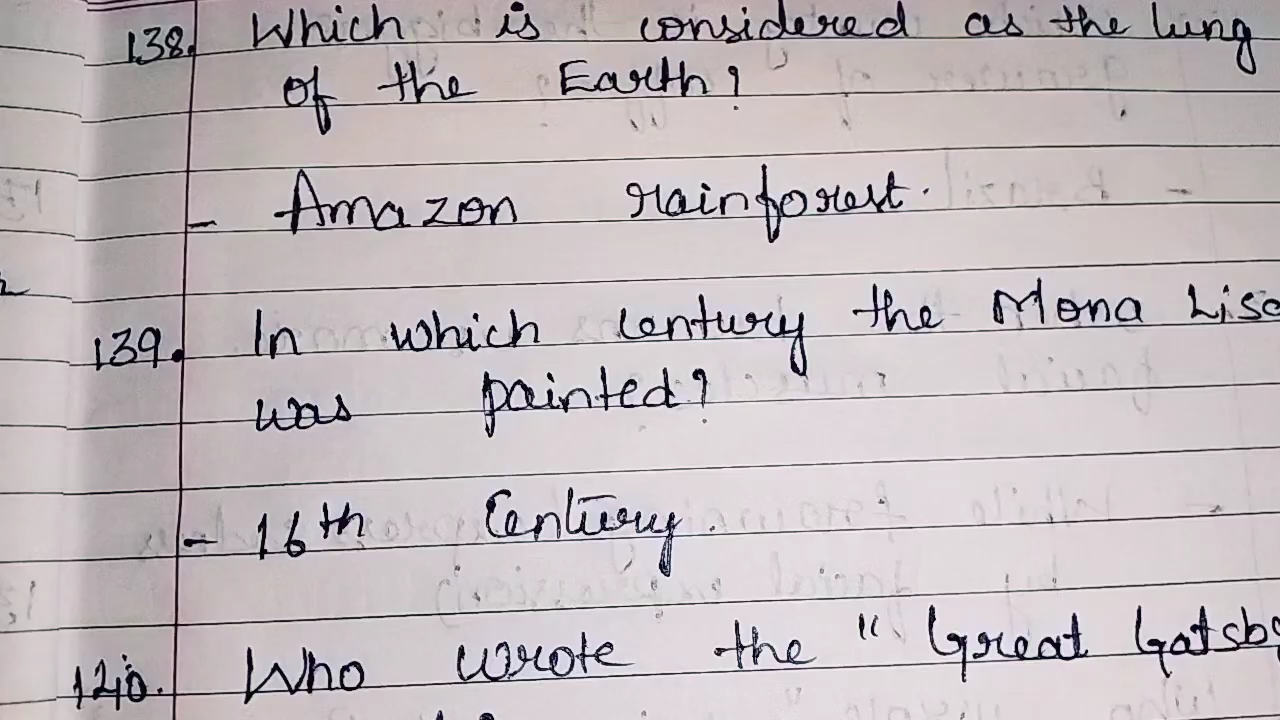 138. Which is considered as the lung
of the Earth?
- Amazon rainforest.
139. In which century the Mona Lisa
was painted?
- 16th Century.
140. Who wrote the " Great Gatsby